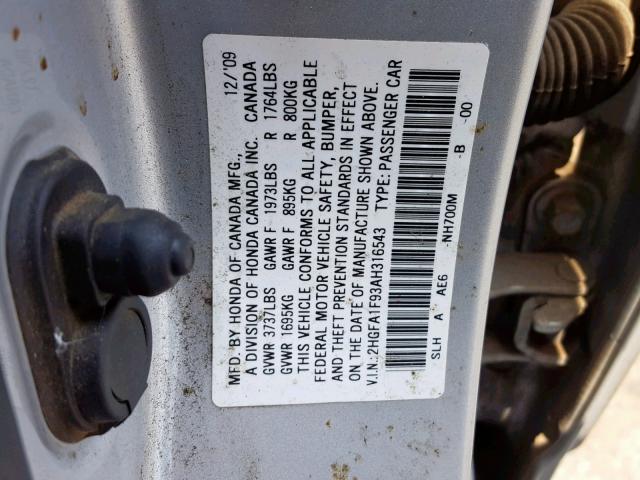 MFD. BY HONDA OF CANADA MFG., 12/'09
A DIVISION OF HONDA CANADA INC. CANADA
GVWR 3737LBS GAWR F 1973LBS R 1764LBS
GVWR 1695KG GAWR F 895KG R 800KG
THIS VEHICLE CONFORMS TO ALL APPLICABLE
FEDERAL MOTOR VEHICLE SAFETY, BUMPER,
AND THEFT PREVENTION STANDARDS IN EFFECT
ON THE DATE OF MANUFACTURE SHOWN ABOVE.
V.I.N.:2HGFA1F93AH316543 TYPE:PASSENGER CAR
SLH A AE6 -NH700M -B -00